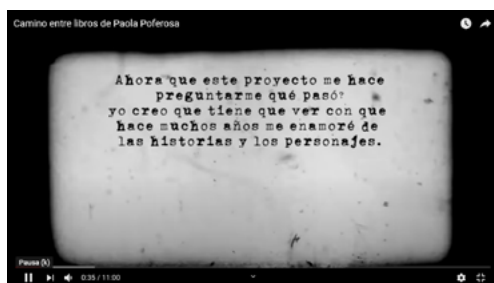 Camino entre libros de Paola Poferosa
Ahora que este proyecto me hace
preguntarme qué pasó?
yo creo que tiene que ver con que
hace muchos años me enamoré de
las historias y los personajes.
Pausa (k)
0:35 / 11:00